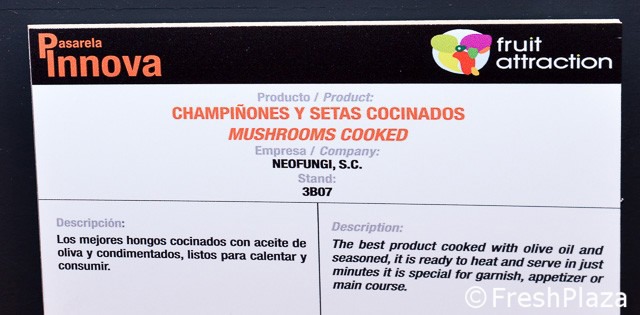 Pasarela
Innova
fruit
attraction
Producto / Product:
CHAMPIÑONES Y SETAS COCINADOS
MUSHROOMS COOKED
Empresa / Company:
NEOFUNGI, S.C.
Stand:
3B07
Descripción:
Los mejores hongos cocinados con aceite de
oliva y condimentados, listos para calentar y
consumir.
Description:
The best product cooked with olive oil and
seasoned, it is ready to heat and serve in just
minutes it is special for garnish, appetizer or
main course.
©FreshPlaza